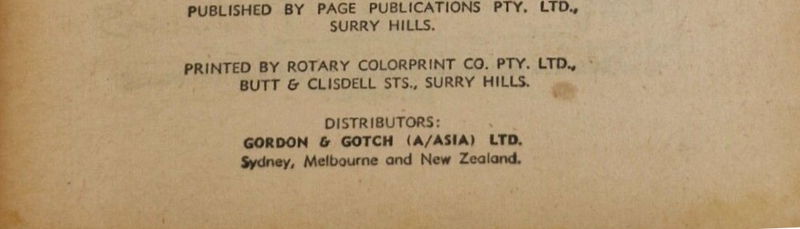 PUBLISHED BY PAGE PUBLICATIONS PTY. LTD.,
SURRY HILLS.
PRINTED BY ROTARY COLORPRINT CO. PTY. LTD.,
BUTT & CLISDELL STS., SURRY HILLS.
DISTRIBUTORS:
GORDON & GOTCH (A/ASIA) LTD.
Sydney, Melbourne and New Zealand.